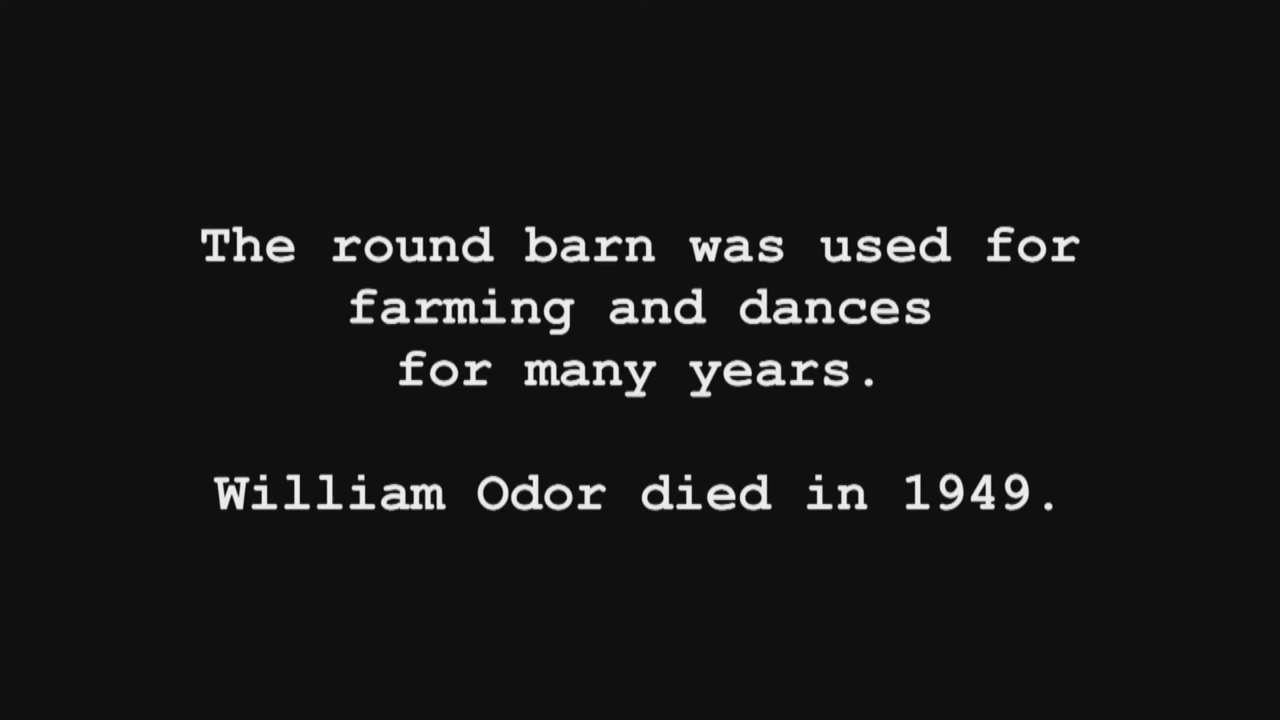 The round barn was used for
farming and dances
for many years.
William Odor died in 1949.